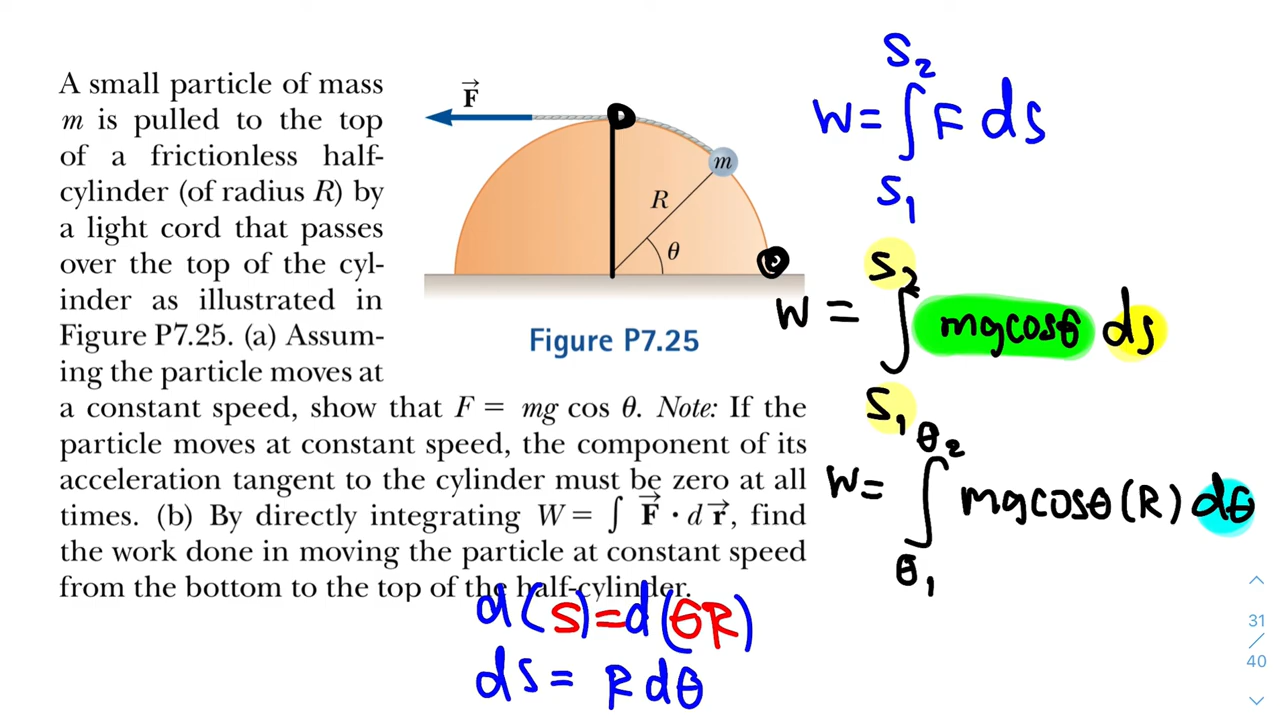 A small particle of mass
m is pulled to the top
of a frictionless half-
cylinder (of radius R) by
a light cord that passes
over the top of the cyl-
inder as illustrated in
Figure P7.25. (a) Assum-
ing the particle moves at
a constant speed, show that F = mg cos θ. Note: If the
particle moves at constant speed, the component of its
acceleration tangent to the cylinder must be zero at all
times. (b) By directly integrating W = ∫ F⃗ · d r⃗, find
the work done in moving the particle at constant speed
from the bottom to the top of the half-cylinder.
F⃗
m
R
θ
Figure P7.25
W = ∫ₛ₁^ˢ₂ F ds
W = ∫ₛ₁^ˢ₂ mg cosθ ds
W = ∫_θ₁^θ₂ mg cosθ (R) dθ
d(s) = d(θR)
ds = R dθ
31
/
40